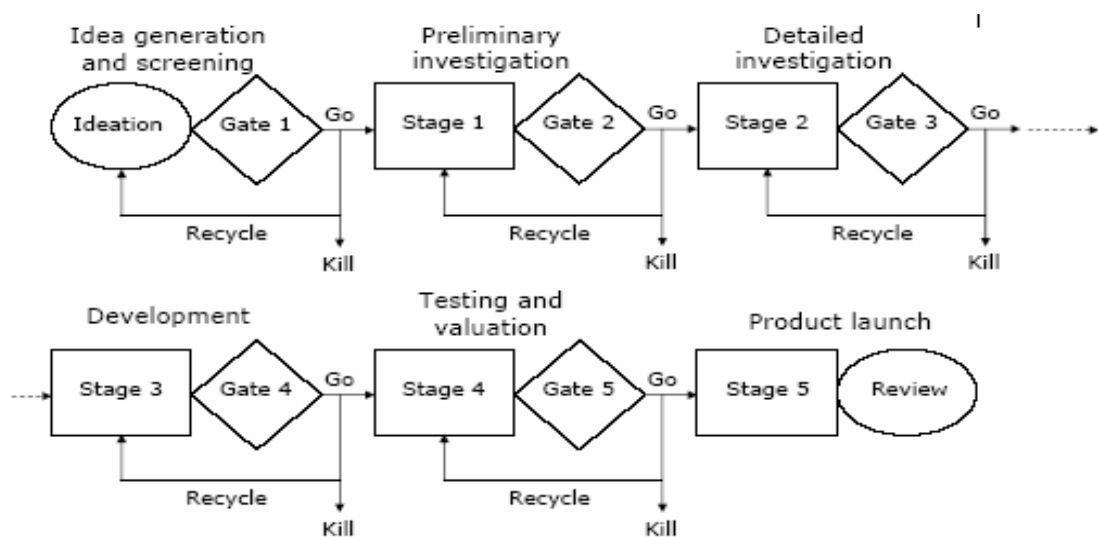 Idea generation
and screening
Preliminary
investigation
Detailed
investigation
Ideation
Gate 1
Go
Stage 1
Gate 2
Go
Stage 2
Gate 3
Go
Recycle
Kill
Recycle
Kill
Recycle
Kill
Development
Testing and
valuation
Product launch
Stage 3
Gate 4
Go
Stage 4
Gate 5
Go
Stage 5
Review
Recycle
Kill
Recycle
Kill